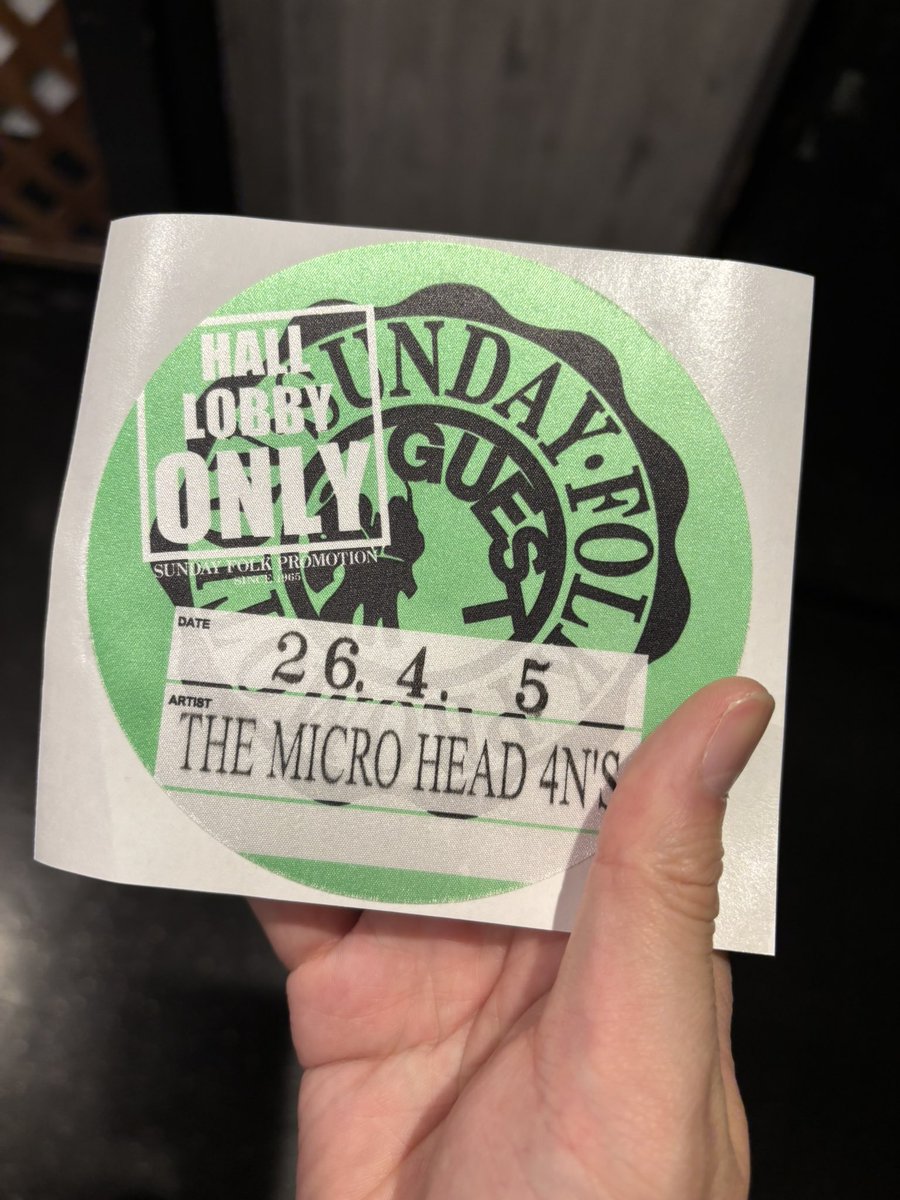 HALL
LOBBY
ONLY
SUNDAY FOLK PROMOTION
SINCE 1965
SUNDAY・FOL
GUEST
DATE
26. 4. 5
ARTIST
THE MICRO HEAD 4N'S